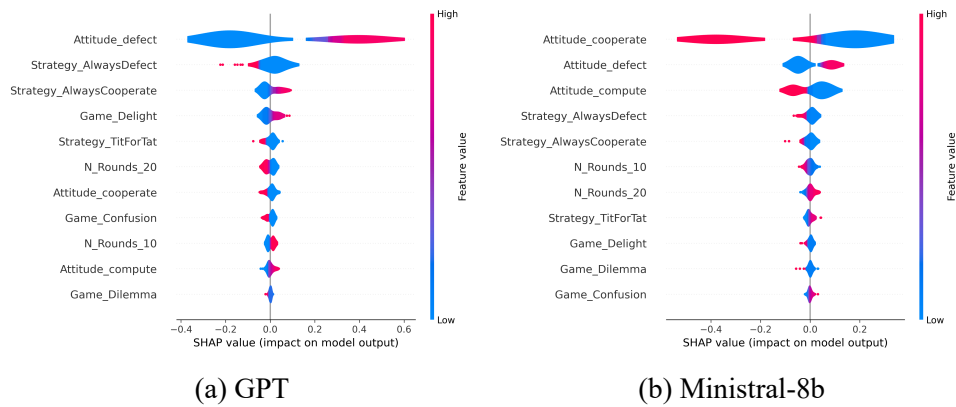 Attitude_defect
Strategy_AlwaysDefect
Strategy_AlwaysCooperate
Game_Delight
Strategy_TitForTat
N_Rounds_20
Attitude_cooperate
Game_Confusion
N_Rounds_10
Attitude_compute
Game_Dilemma
−0.4 −0.2 0.0 0.2 0.4 0.6
SHAP value (impact on model output)
High
Feature value
Low
(a) GPT
Attitude_cooperate
Attitude_defect
Attitude_compute
Strategy_AlwaysDefect
Strategy_AlwaysCooperate
N_Rounds_10
N_Rounds_20
Strategy_TitForTat
Game_Delight
Game_Dilemma
Game_Confusion
−0.4 −0.2 0.0 0.2
SHAP value (impact on model output)
High
Feature value
Low
(b) Ministral-8b